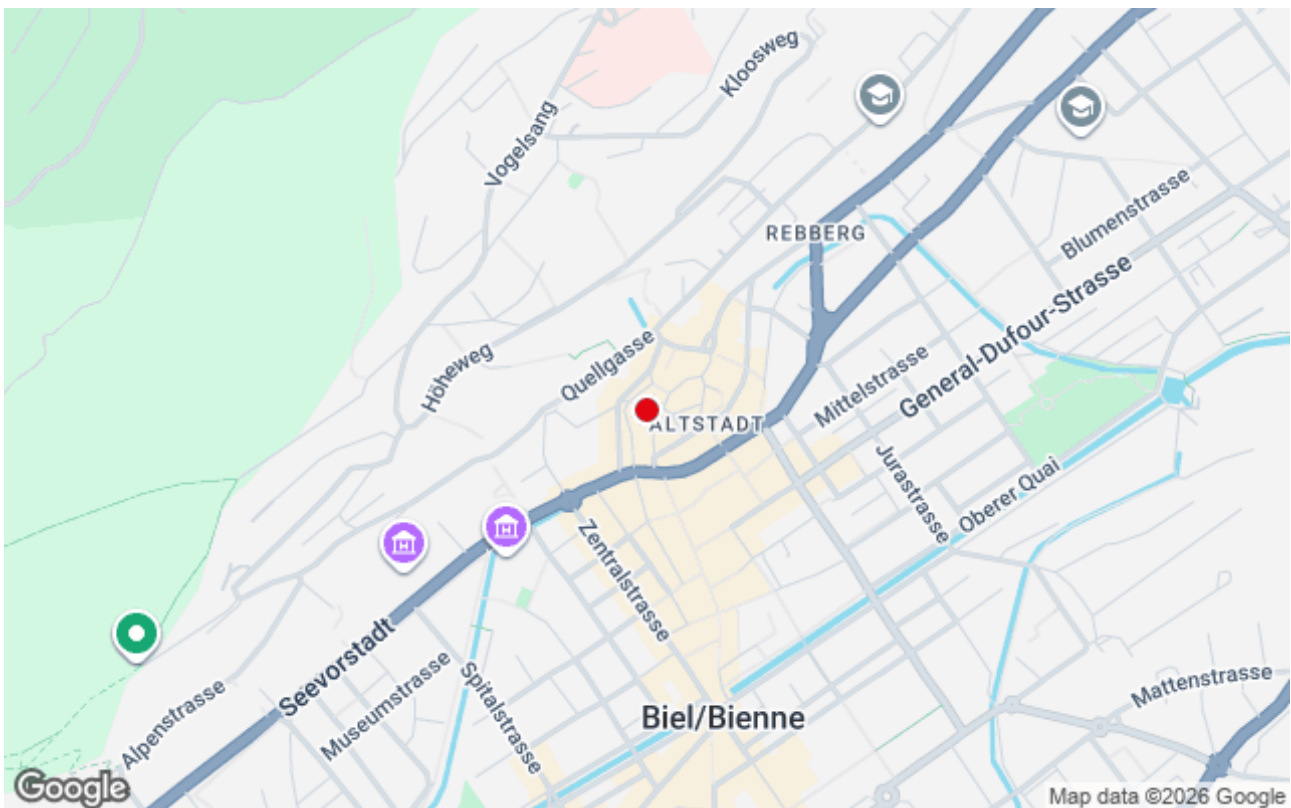 Kloosweg
Vogelsang
REBBERG
Blumenstrasse
General-Dufour-Strasse
Höheweg
Quellgasse
Mittelstrasse
ALTSTADT
Jurastrasse
Oberer Quai
Zentralstrasse
Seevorstadt
Museumstrasse
Spitalstrasse
Alpenstrasse
Mattenstrasse
Biel/Bienne
Google
Map data ©2026 Google